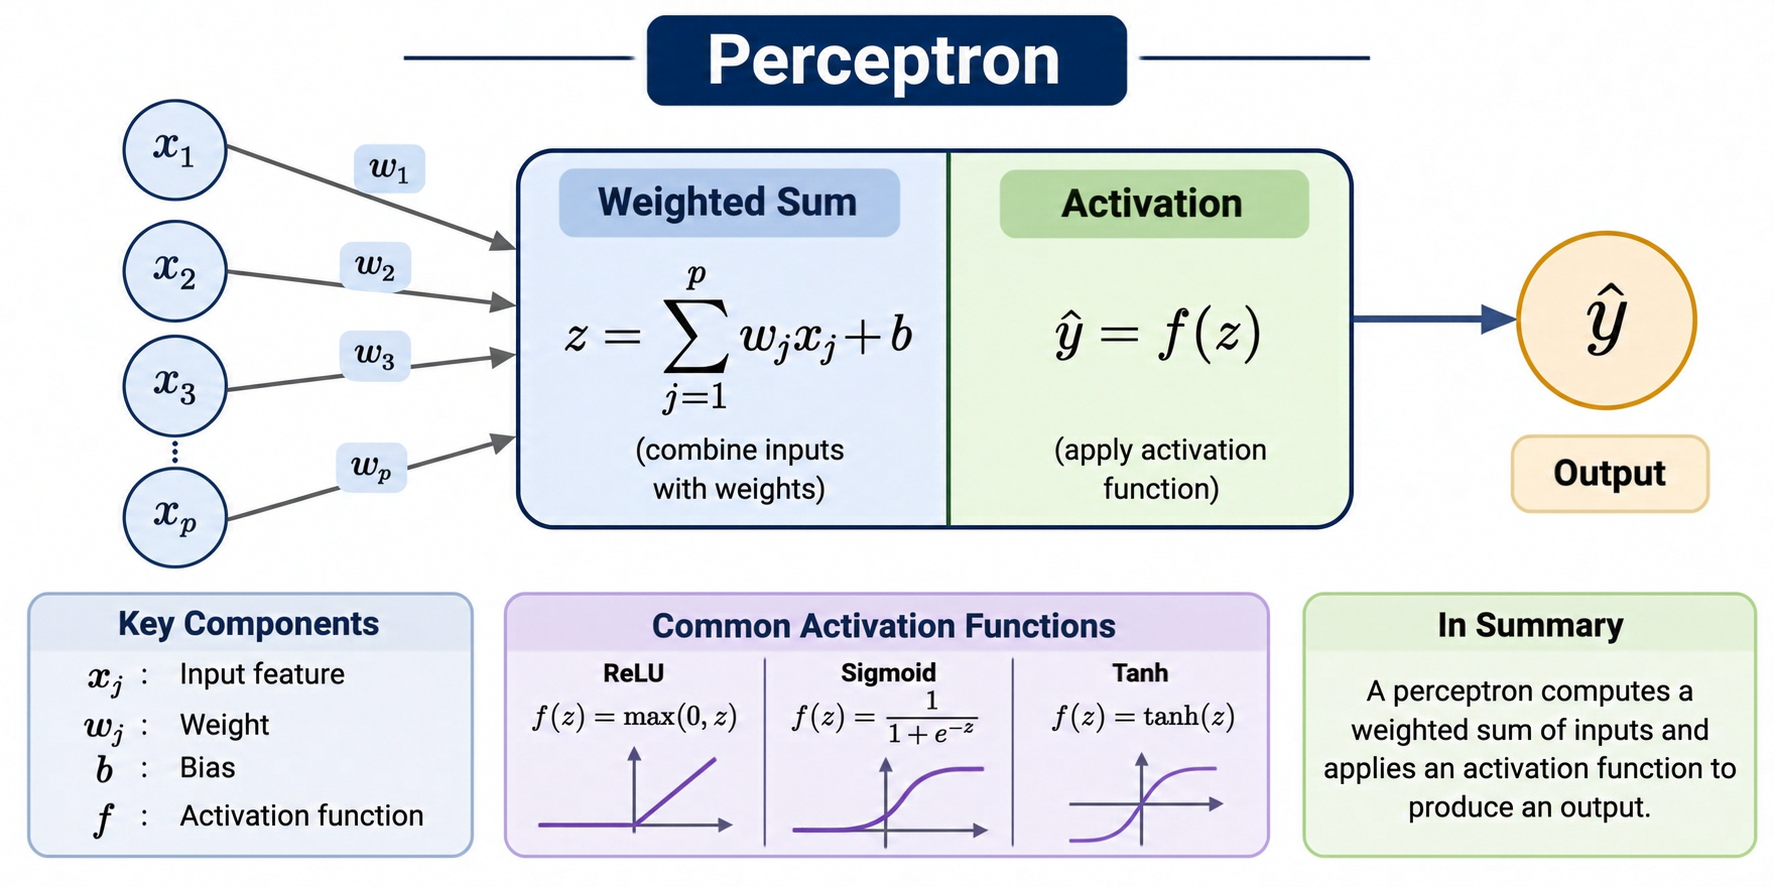 Perceptron
x₁
w₁
x₂
w₂
x₃
w₃
xₚ
wₚ
Weighted Sum
z = ∑ⱼ₌₁ᵖ wⱼxⱼ + b
(combine inputs
with weights)
Activation
ŷ = f(z)
(apply activation
function)
ŷ
Output
Key Components
xⱼ : Input feature
wⱼ : Weight
b : Bias
f : Activation function
Common Activation Functions
ReLU
f(z) = max(0, z)
Sigmoid
f(z) = 1 / (1 + e⁻ᶻ)
Tanh
f(z) = tanh(z)
In Summary
A perceptron computes a
weighted sum of inputs and
applies an activation function to
produce an output.